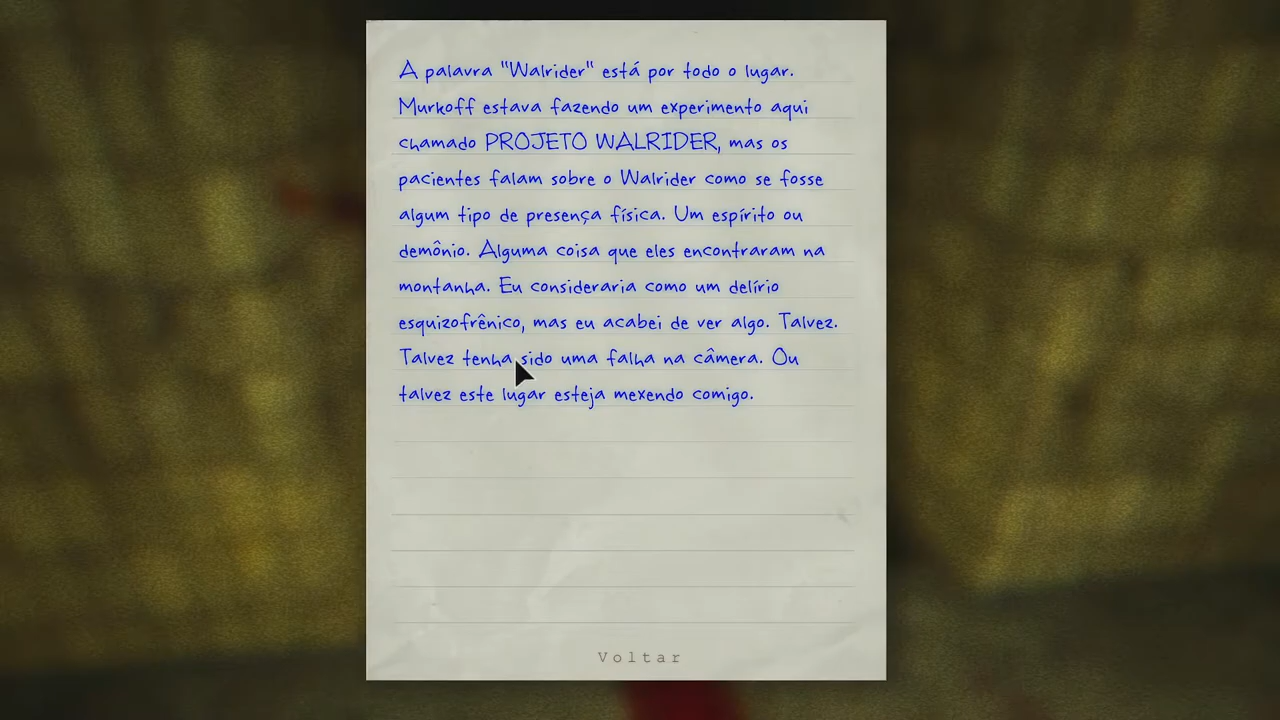 A palavra "Walrider" está por todo o lugar.
Murkoff estava fazendo um experimento aqui
chamado PROJETO WALRIDER, mas os
pacientes falam sobre o Walrider como se fosse
algum tipo de presença física. Um espírito ou
demônio. Alguma coisa que eles encontraram na
montanha. Eu consideraria como um delírio
esquizofrênico, mas eu acabei de ver algo. Talvez.
Talvez tenha sido uma falha na câmera. Ou
talvez este lugar esteja mexendo comigo.
Voltar